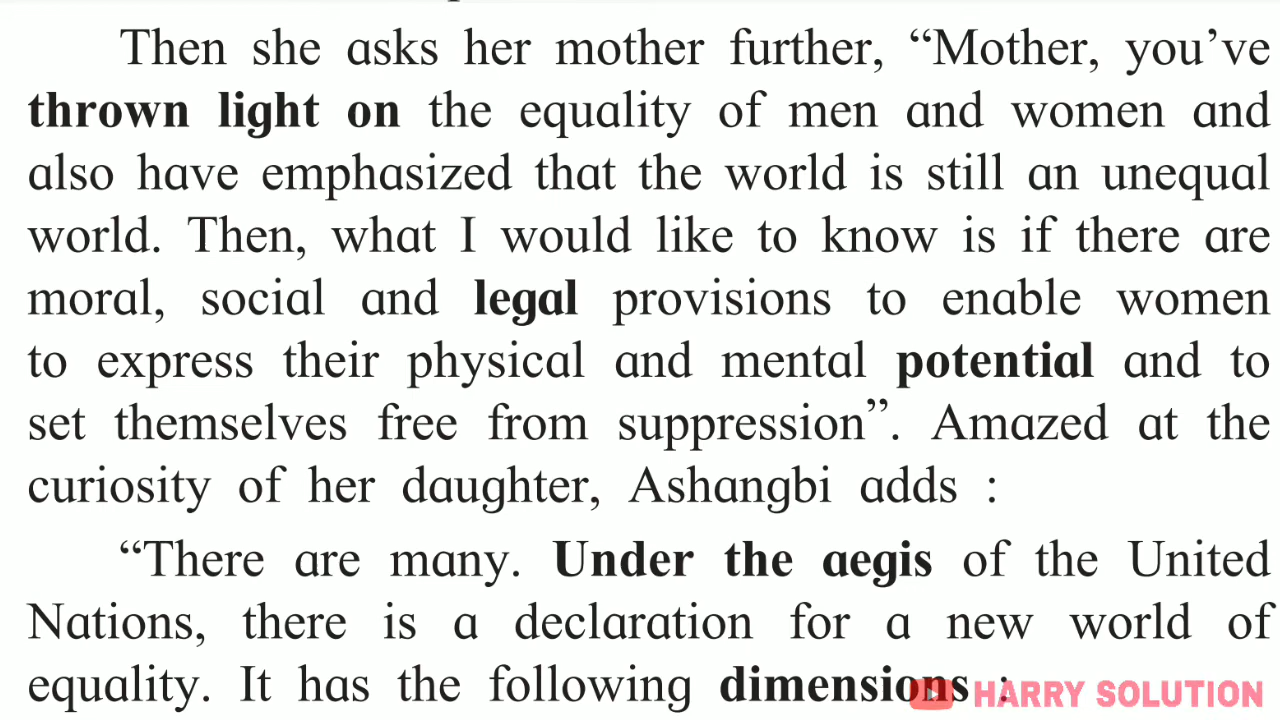 Then she asks her mother further, “Mother, you’ve
thrown light on the equality of men and women and
also have emphasized that the world is still an unequal
world. Then, what I would like to know is if there are
moral, social and legal provisions to enable women
to express their physical and mental potential and to
set themselves free from suppression”. Amazed at the
curiosity of her daughter, Ashangbi adds :
“There are many. Under the aegis of the United
Nations, there is a declaration for a new world of
equality. It has the following dimensions :
HARRY SOLUTION